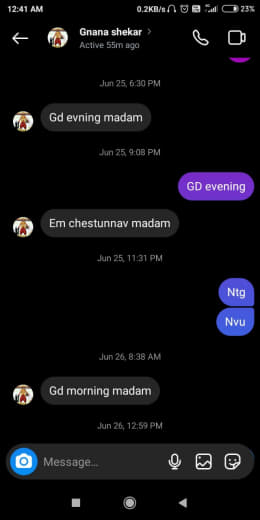 12:41 AM 0.2KB/s 23%
Gnana shekar
Active 55m ago
Jun 25, 6:30 PM
Gd evning madam
Jun 25, 9:08 PM
GD evening
Em chestunnav madam
Jun 25, 11:31 PM
Ntg
Nvu
Jun 26, 8:38 AM
Gd morning madam
Jun 26, 12:59 PM
Message...